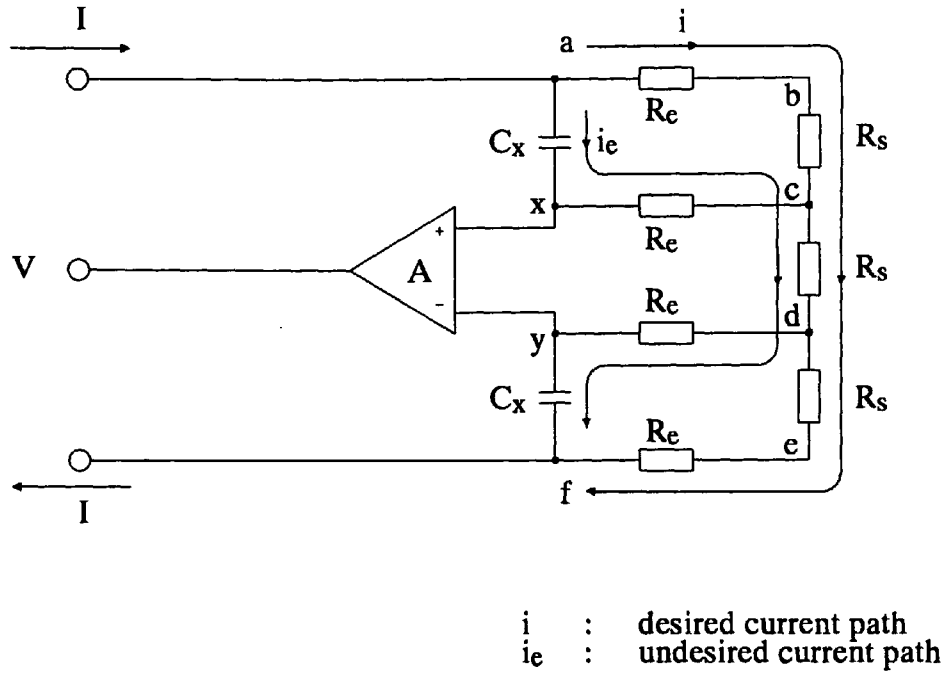 I
a
i
Re
b
Cx
ie
Rs
x
c
+
Re
V
A
Rs
−
Re
y
d
Cx
Rs
Re
e
I
f
i : desired current path
ie : undesired current path